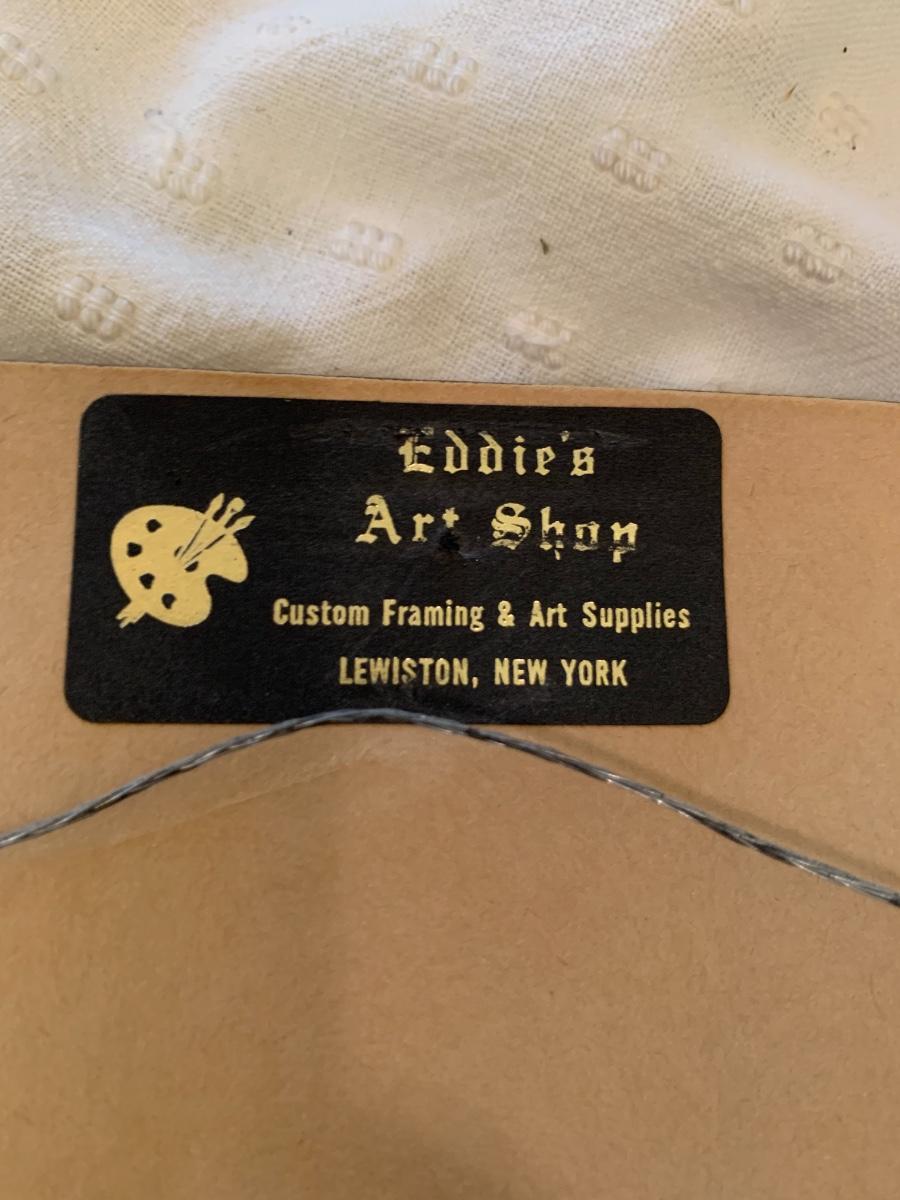 Eddie's
Art Shop
Custom Framing & Art Supplies
LEWISTON, NEW YORK